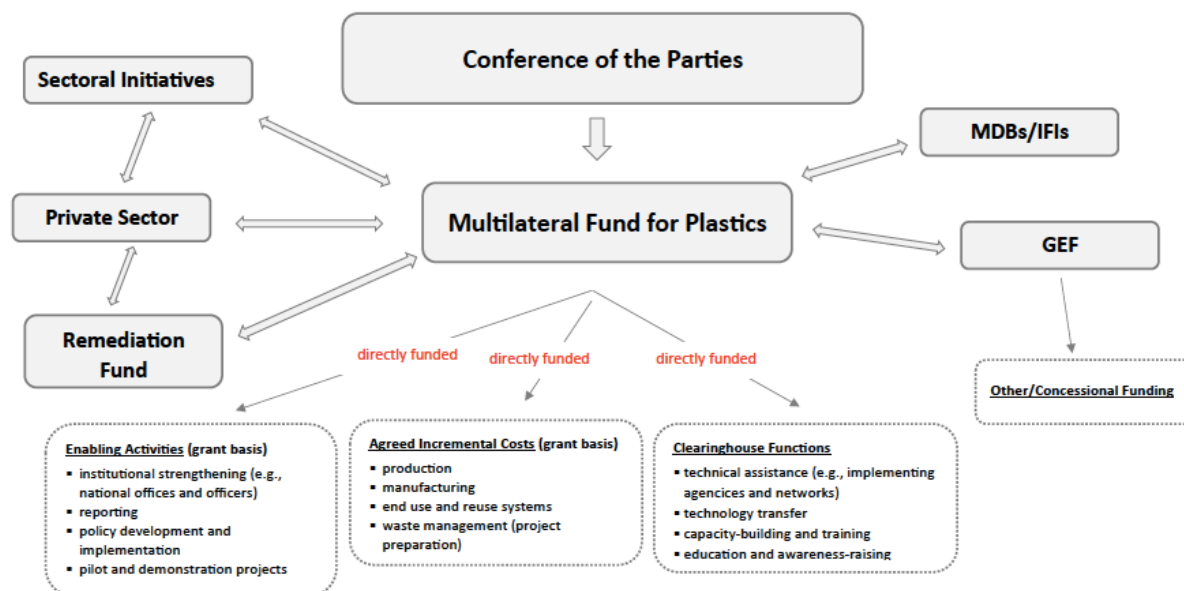 Conference of the Parties
Sectoral Initiatives
MDBs/IFIs
Private Sector
Multilateral Fund for Plastics
GEF
Remediation
Fund
directly funded
directly funded
directly funded
Other/Concessional Funding
Enabling Activities (grant basis)
▪ institutional strengthening (e.g.,
national offices and officers)
▪ reporting
▪ policy development and
implementation
▪ pilot and demonstration projects
Agreed Incremental Costs (grant basis)
▪ production
▪ manufacturing
▪ end use and reuse systems
▪ waste management (project
preparation)
Clearinghouse Functions
▪ technical assistance (e.g., implementing
agencices and networks)
▪ technology transfer
▪ capacity-building and training
▪ education and awareness-raising